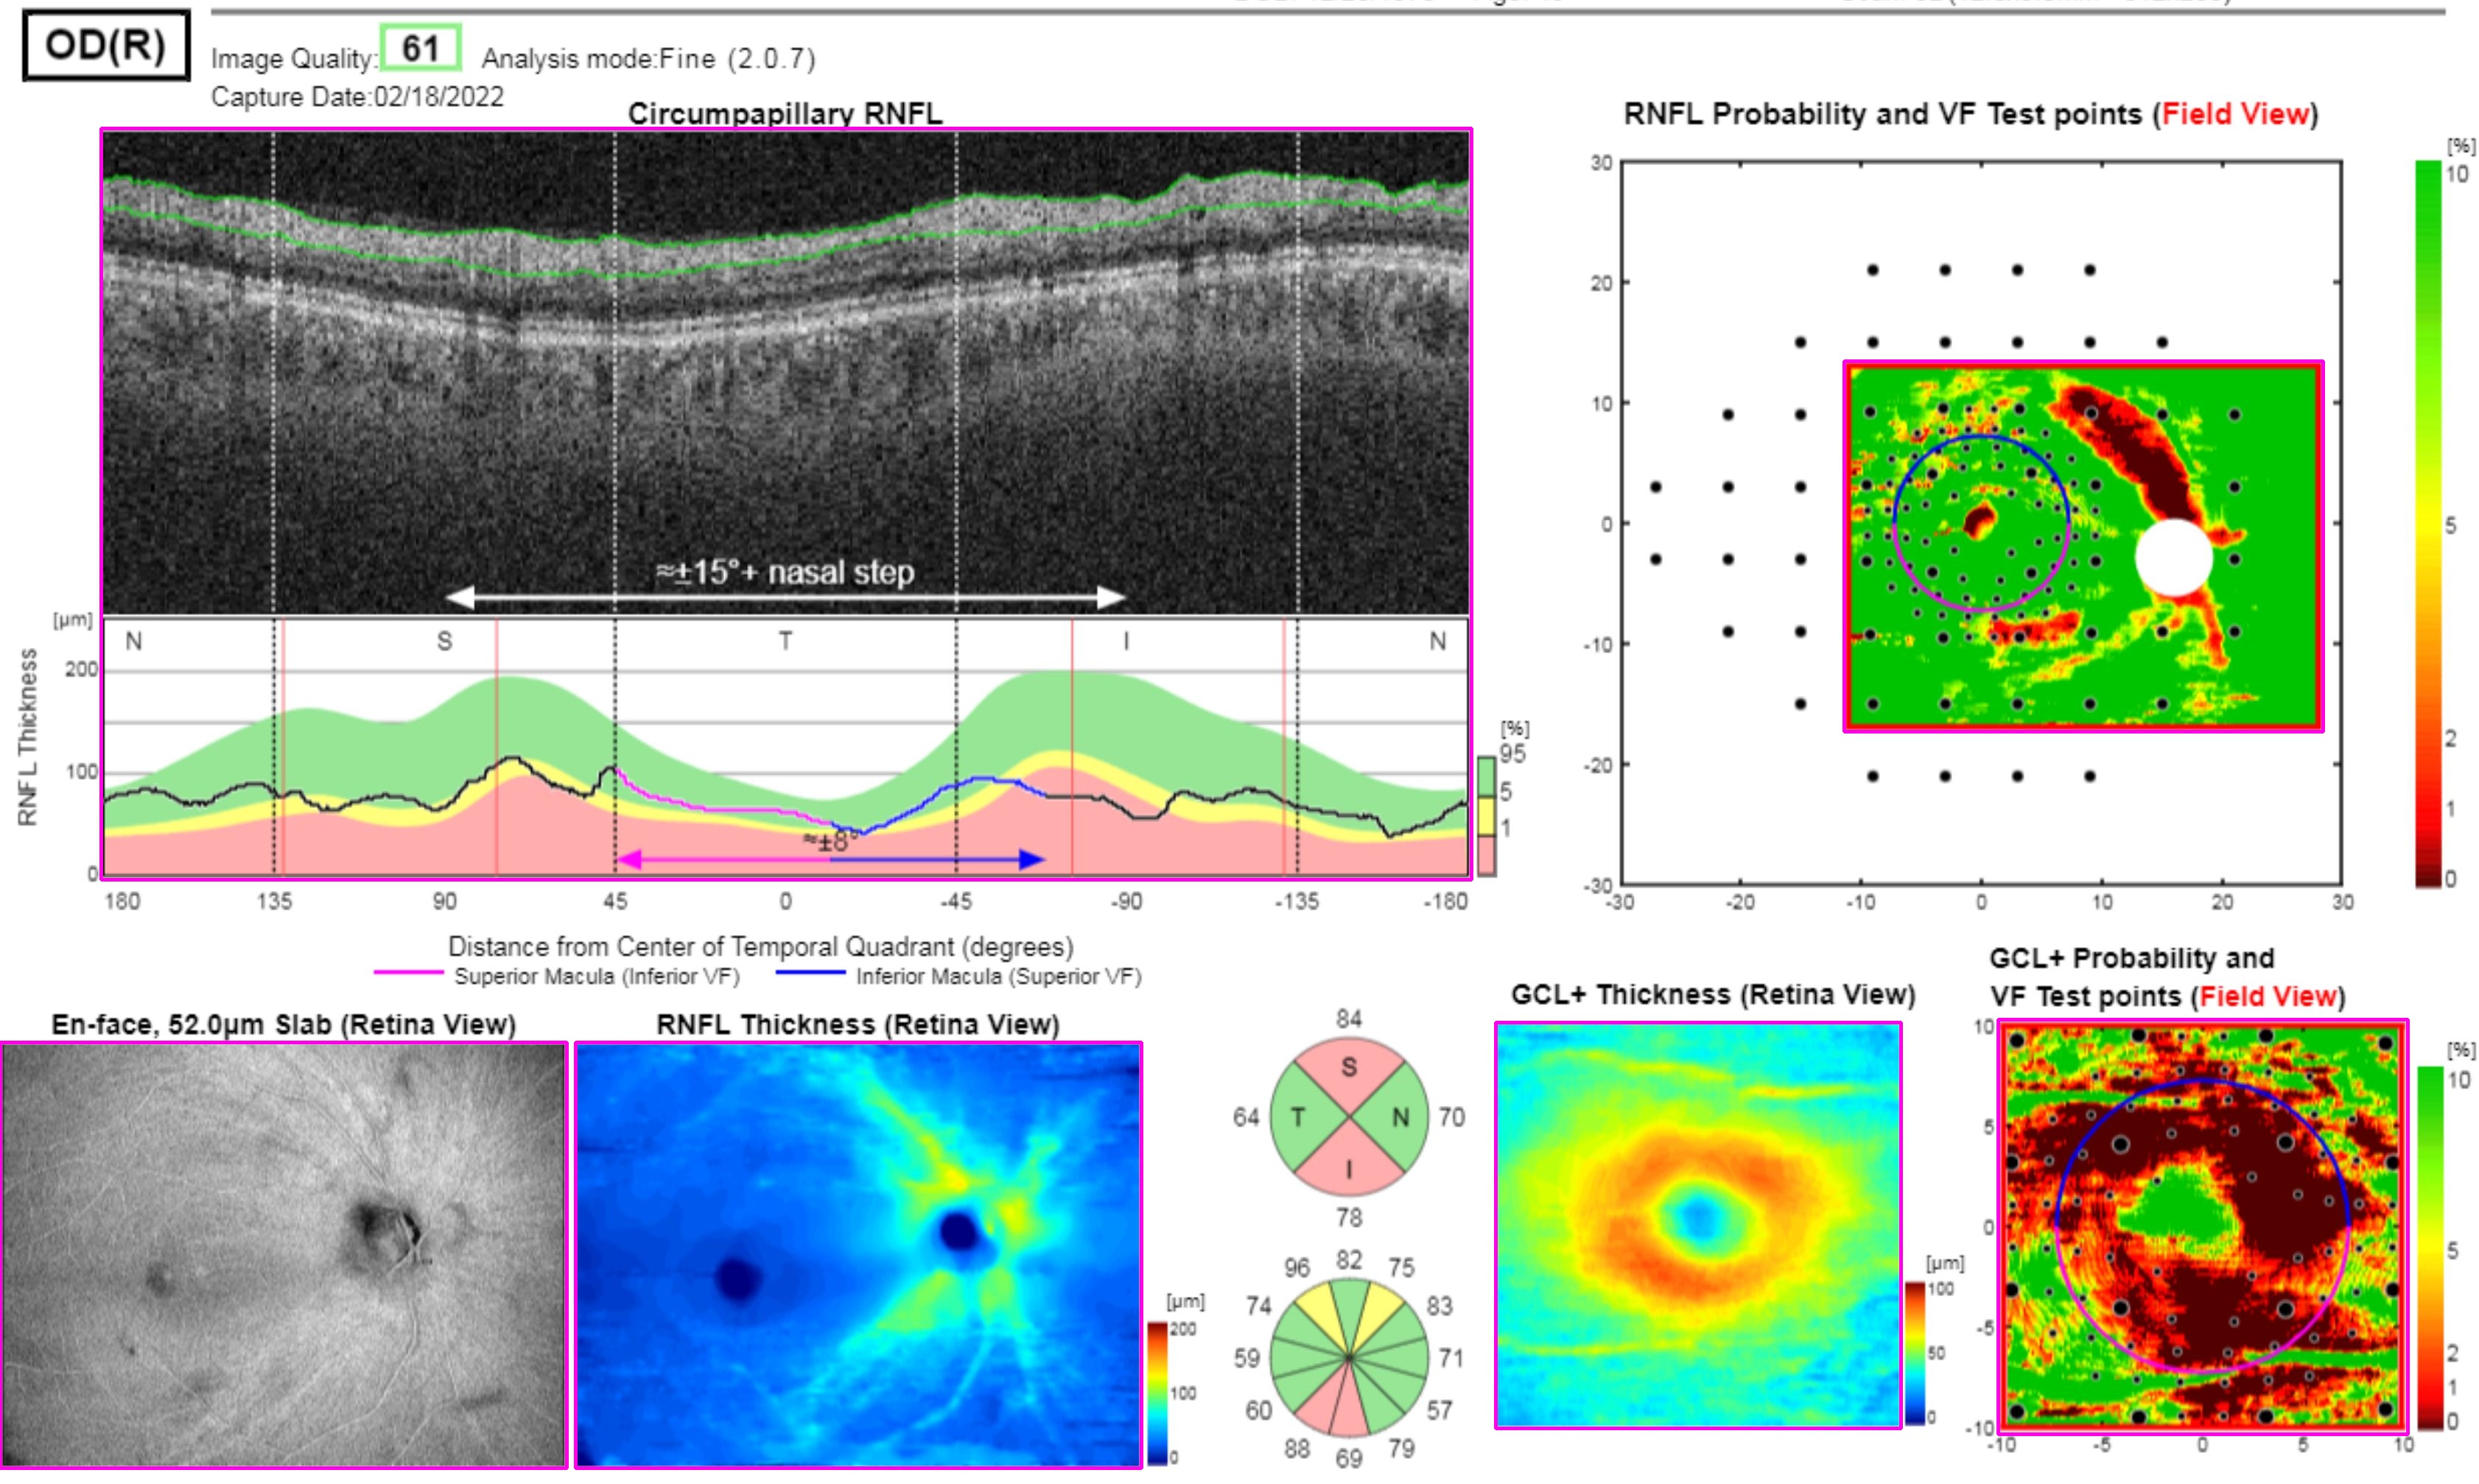 OD(R)
Image Quality: 61 Analysis mode:Fine (2.0.7)
Capture Date:02/18/2022
Circumpapillary RNFL
≈±15°+ nasal step
[µm]
N S T I N
RNFL Thickness
200
100
0
≈±8°
[%]
95
5
1
180 135 90 45 0 -45 -90 -135 -180
Distance from Center of Temporal Quadrant (degrees)
Superior Macula (Inferior VF) Inferior Macula (Superior VF)
RNFL Probability and VF Test points (Field View)
30
20
10
0
-10
-20
-30
-30 -20 -10 0 10 20 30
[%]
10
5
2
1
0
En-face, 52.0µm Slab (Retina View)
RNFL Thickness (Retina View)
[µm]
200
100
0
84
S
64 T N 70
I
78
96 82 75
74 83
59 71
60 57
88 69 79
GCL+ Thickness (Retina View)
[µm]
100
50
0
GCL+ Probability and
VF Test points (Field View)
10
5
0
-5
-10
-10 -5 0 5 10
[%]
10
5
2
1
0